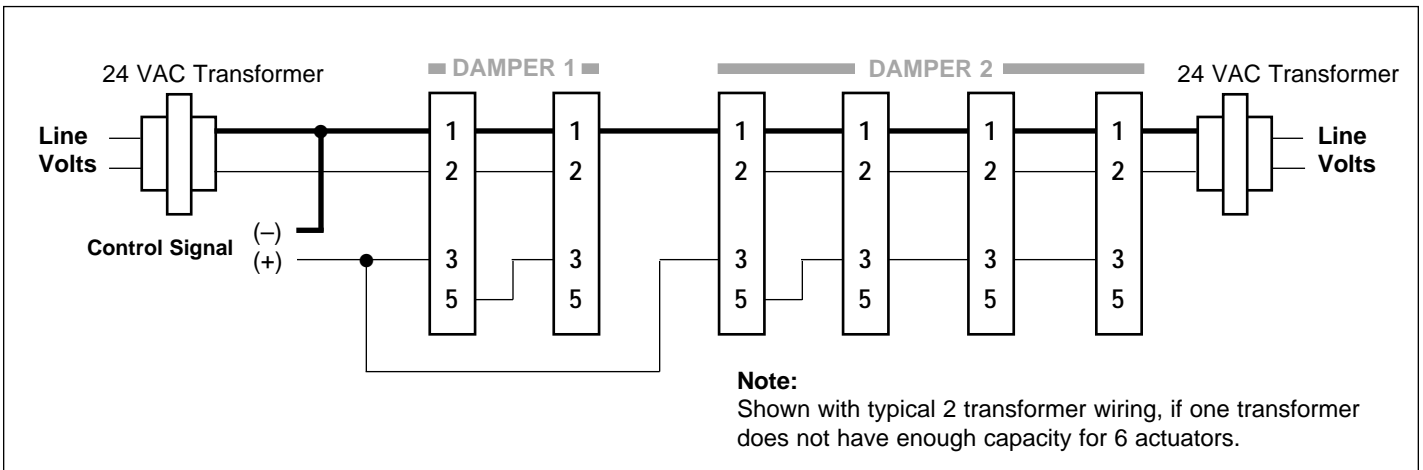 24 VAC Transformer
DAMPER 1
DAMPER 2
24 VAC Transformer
Line
Volts
1 1 1 1 1 1
2 2 2 2 2 2
Line
Volts
Control Signal (–)
(+)
3 3 3 3 3 3
5 5 5 5 5 5
Note:
Shown with typical 2 transformer wiring, if one transformer
does not have enough capacity for 6 actuators.